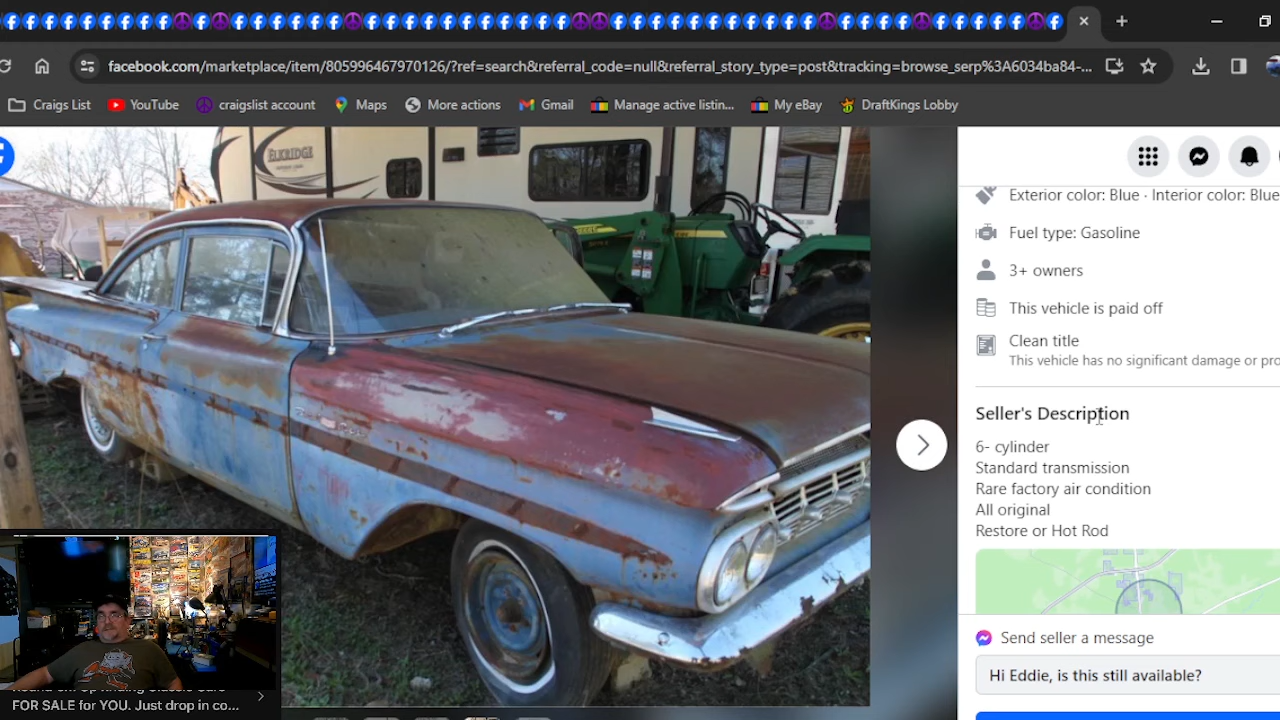 facebook.com/marketplace/item/805996467970126/?ref=search&referral_code=null&referral_story_type=post&tracking=browse_serp%3A6034ba84-...
Craigs List
YouTube
craigslist account
Maps
More actions
Gmail
Manage active listin...
My eBay
DraftKings Lobby
ELKRIDGE
Exterior color: Blue · Interior color: Blue
Fuel type: Gasoline
3+ owners
This vehicle is paid off
Clean title
This vehicle has no significant damage or pro
Seller's Description
6- cylinder
Standard transmission
Rare factory air condition
All original
Restore or Hot Rod
Send seller a message
Hi Eddie, is this still available?
FOR SALE for YOU. Just drop in co...